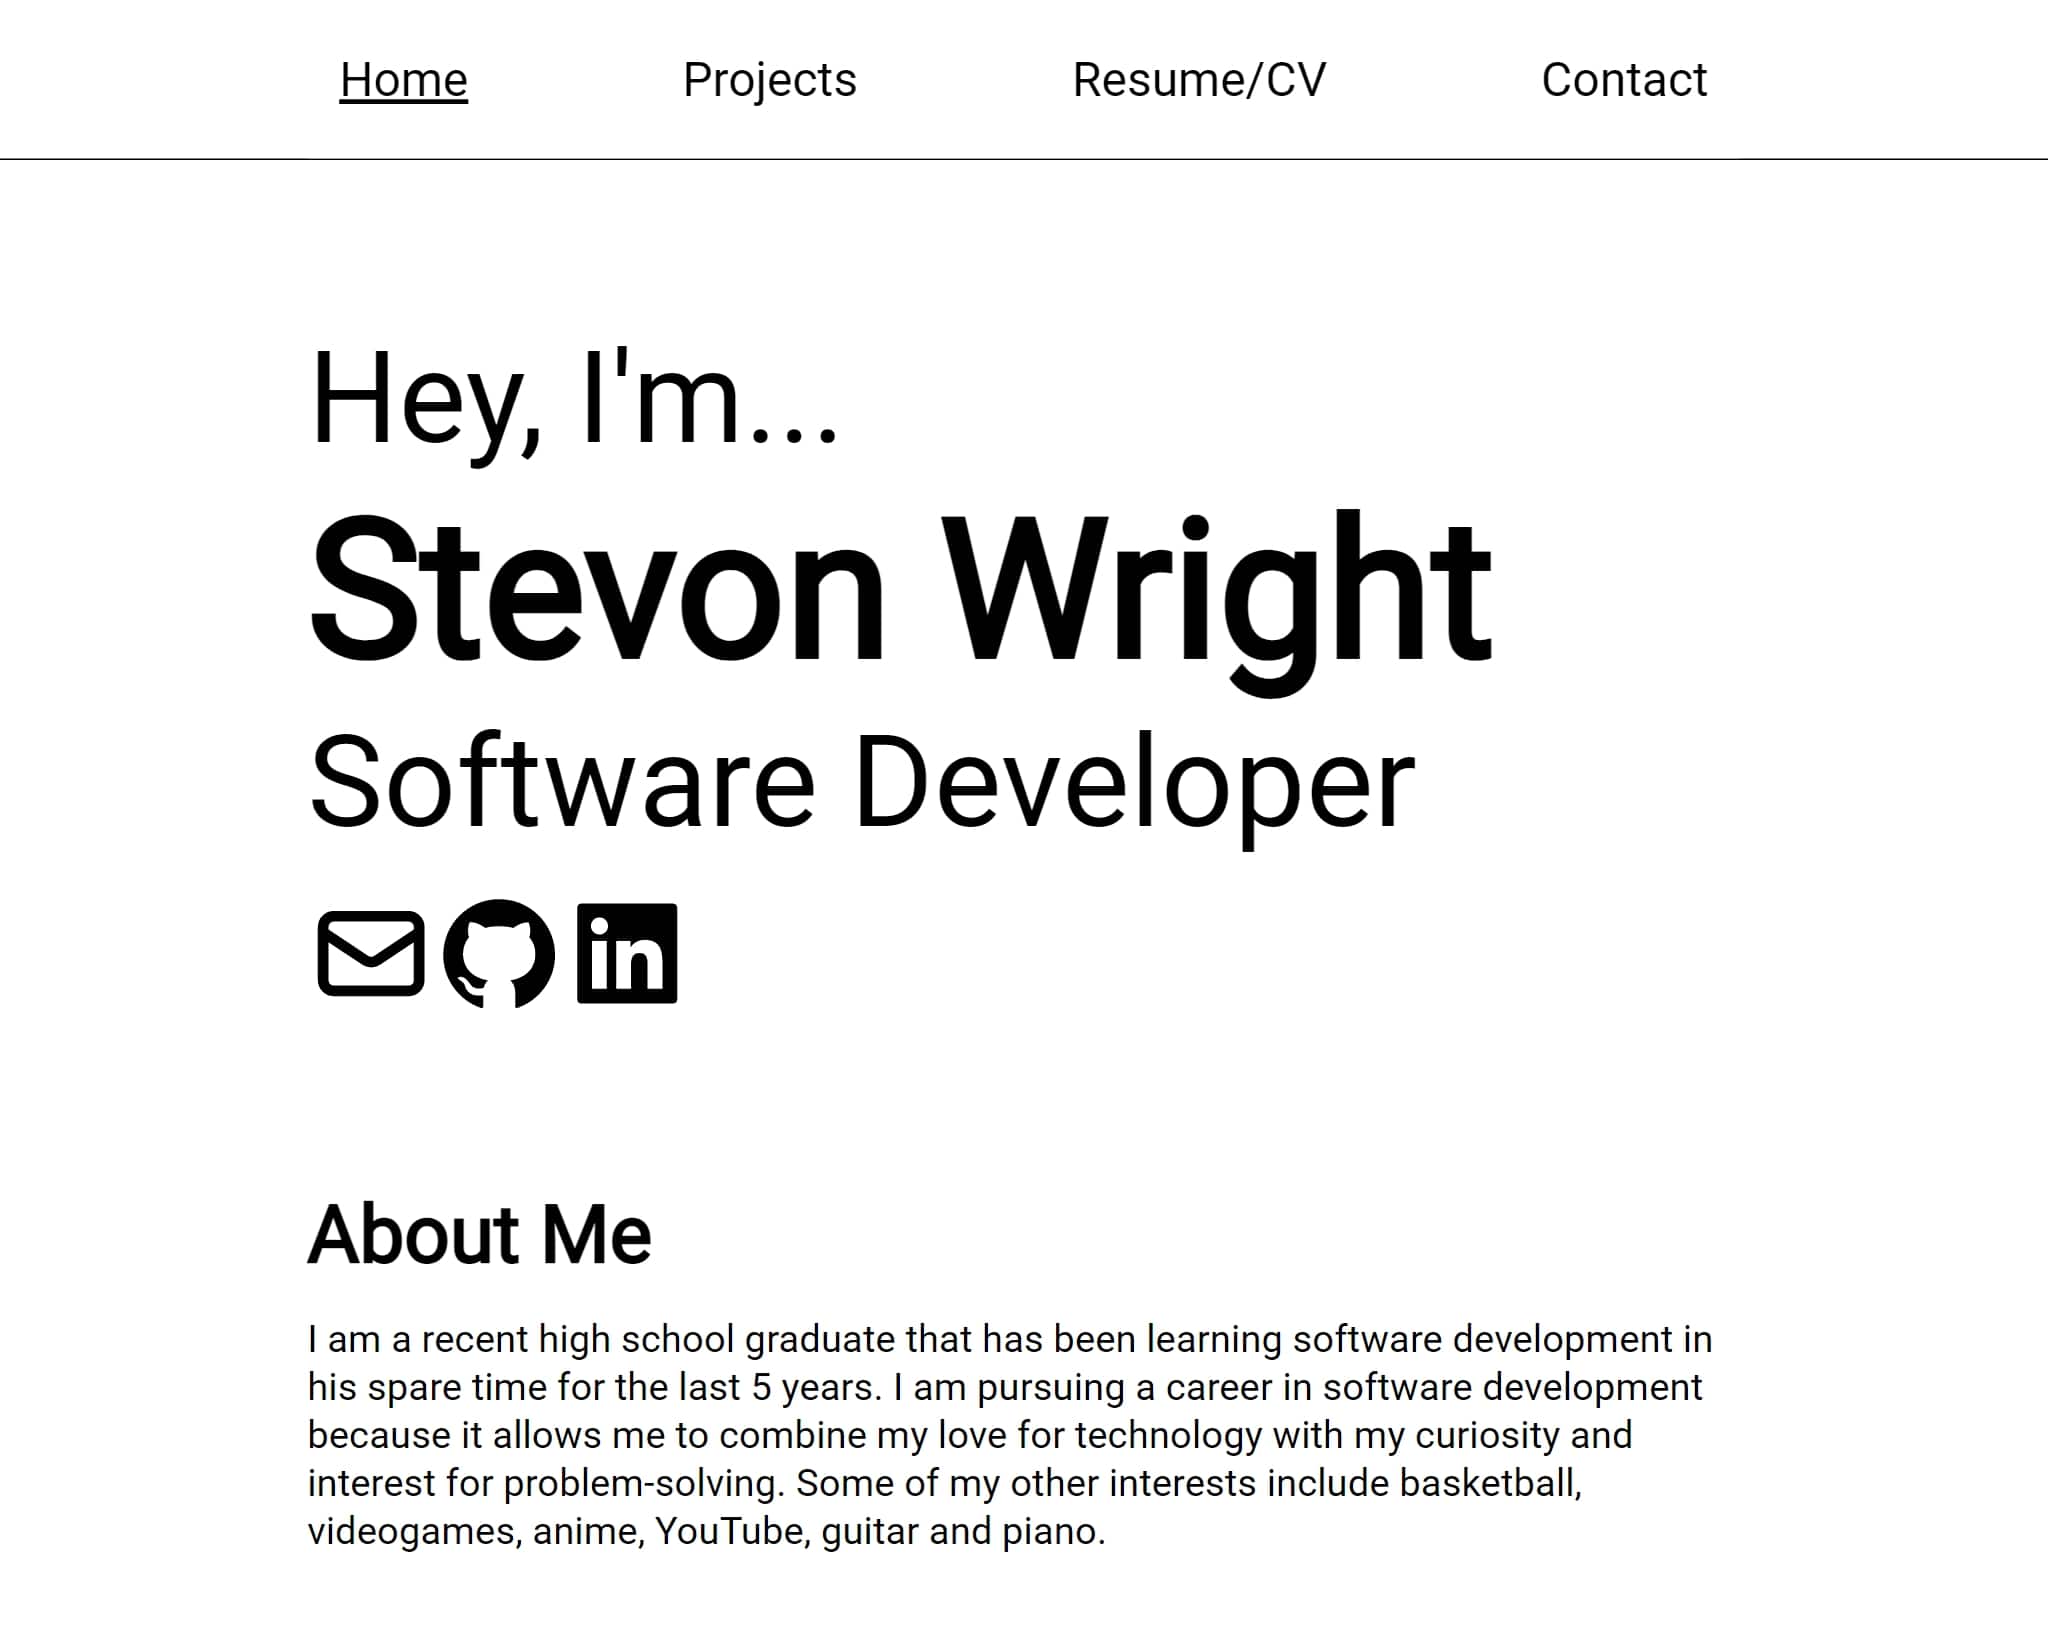 Home Projects Resume/CV Contact
Hey, I'm...
Stevon Wright
Software Developer
in
About Me
I am a recent high school graduate that has been learning software development in
his spare time for the last 5 years. I am pursuing a career in software development
because it allows me to combine my love for technology with my curiosity and
interest for problem-solving. Some of my other interests include basketball,
videogames, anime, YouTube, guitar and piano.